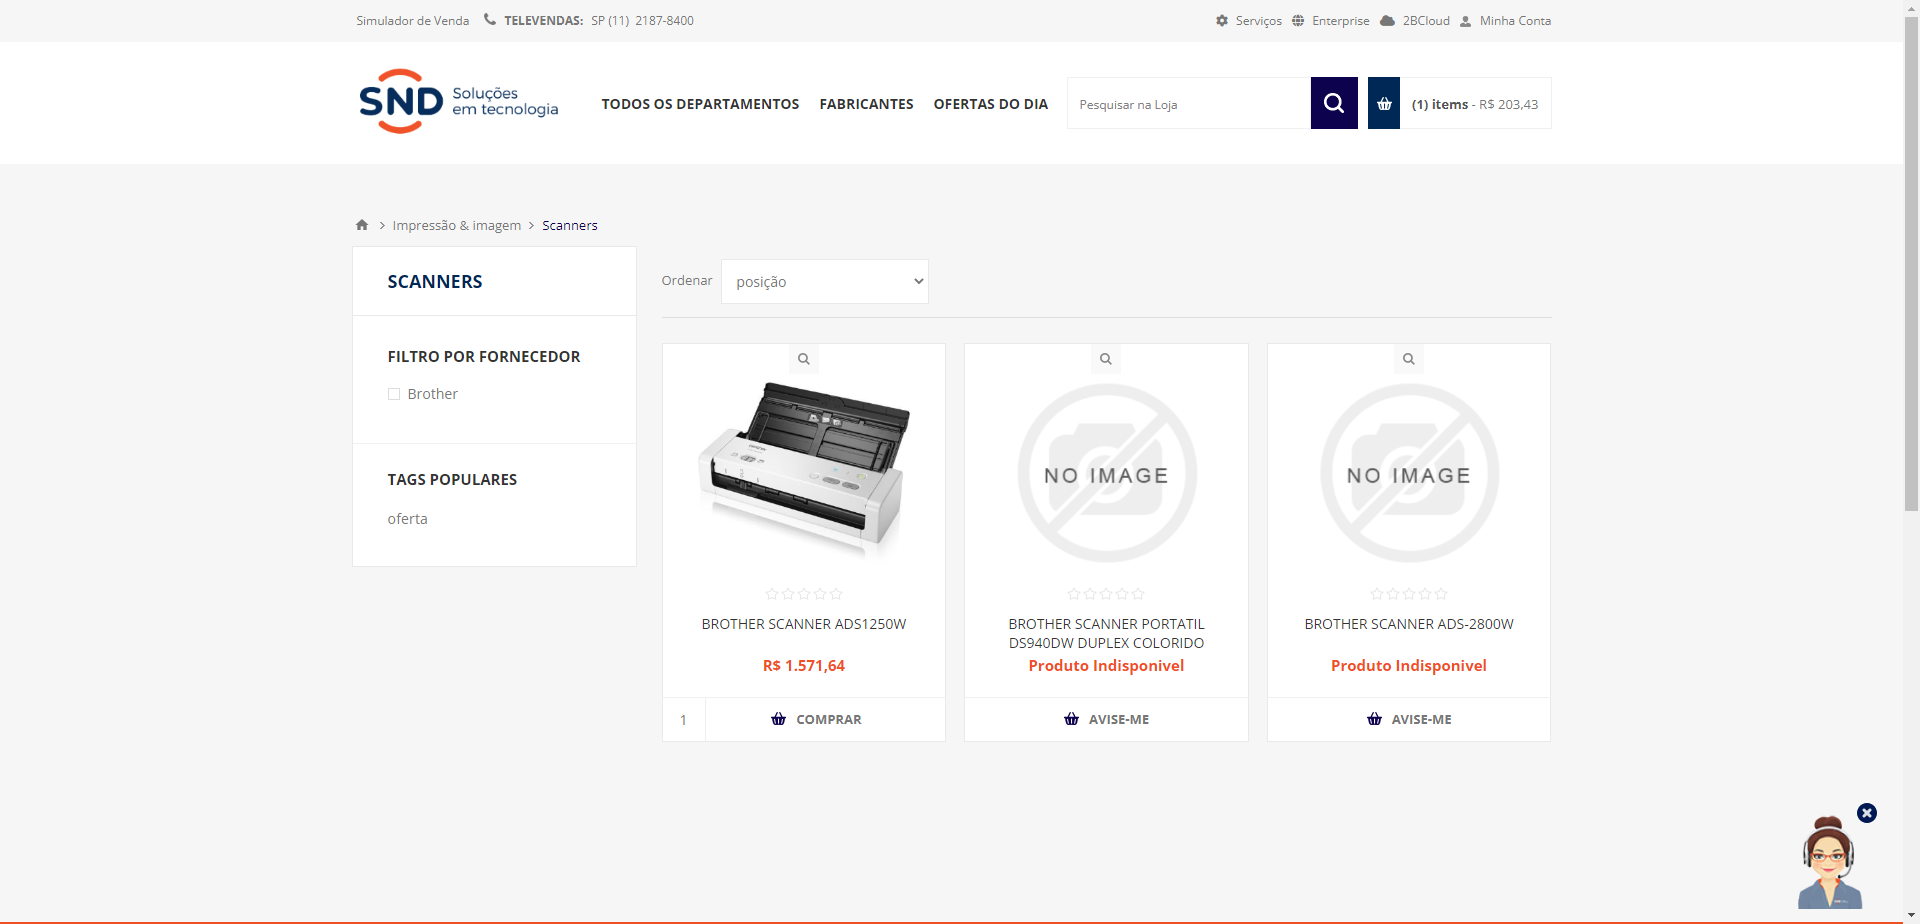 Simulador de Venda TELEVENDAS: SP (11) 2187-8400 Serviços Enterprise 2BCloud Minha Conta
SND Soluções
em tecnologia
TODOS OS DEPARTAMENTOS FABRICANTES OFERTAS DO DIA Pesquisar na Loja (1) items - R$ 203,43
Impressão & imagem Scanners
SCANNERS
FILTRO POR FORNECEDOR
Brother
TAGS POPULARES
oferta
Ordenar posição
NO IMAGE NO IMAGE
BROTHER SCANNER ADS1250W
R$ 1.571,64
1 COMPRAR
BROTHER SCANNER PORTATIL
DS940DW DUPLEX COLORIDO
Produto Indisponivel
AVISE-ME
BROTHER SCANNER ADS-2800W
Produto Indisponivel
AVISE-ME